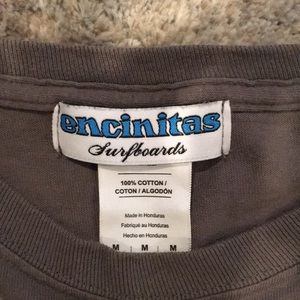 encinitas
Surfboards
100% COTTON /
COTON / ALGODÓN
Made in Honduras
Fabriqué au Honduras
Hecho en Honduras
M M M